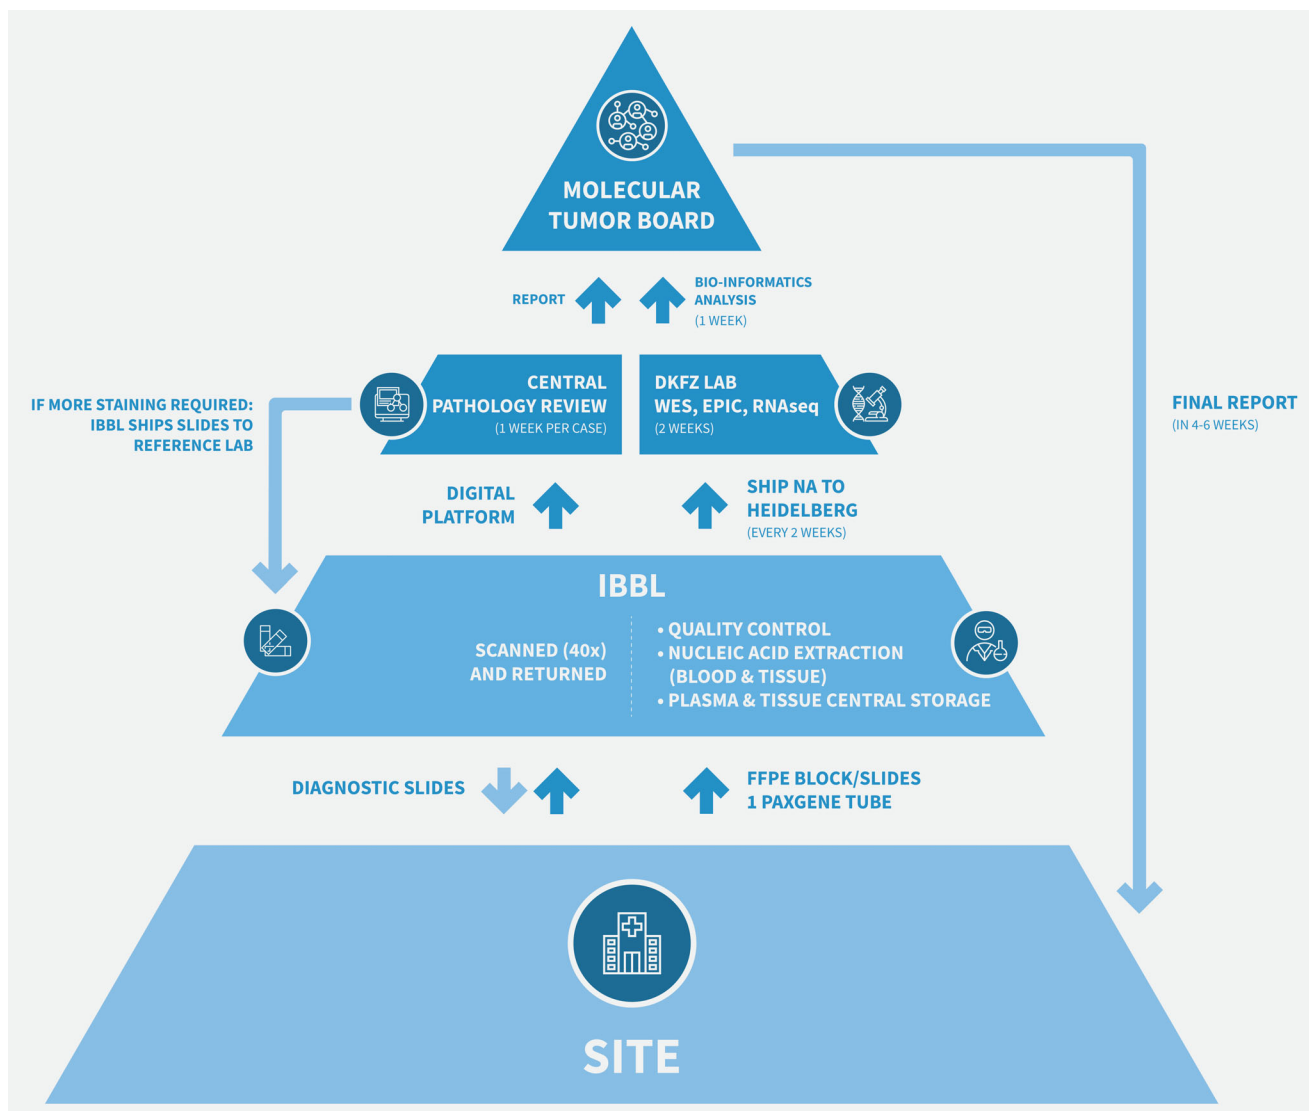 MOLECULAR
TUMOR BOARD
REPORT
BIO-INFORMATICS
ANALYSIS
(1 WEEK)
CENTRAL
PATHOLOGY REVIEW
(1 WEEK PER CASE)
DKFZ LAB
WES, EPIC, RNAseq
(2 WEEKS)
IF MORE STAINING REQUIRED:
IBBL SHIPS SLIDES TO
REFERENCE LAB
FINAL REPORT
(IN 4-6 WEEKS)
DIGITAL
PLATFORM
SHIP NA TO
HEIDELBERG
(EVERY 2 WEEKS)
IBBL
SCANNED (40x)
AND RETURNED
• QUALITY CONTROL
• NUCLEIC ACID EXTRACTION
(BLOOD & TISSUE)
• PLASMA & TISSUE CENTRAL STORAGE
DIAGNOSTIC SLIDES
FFPE BLOCK/SLIDES
1 PAXGENE TUBE
SITE